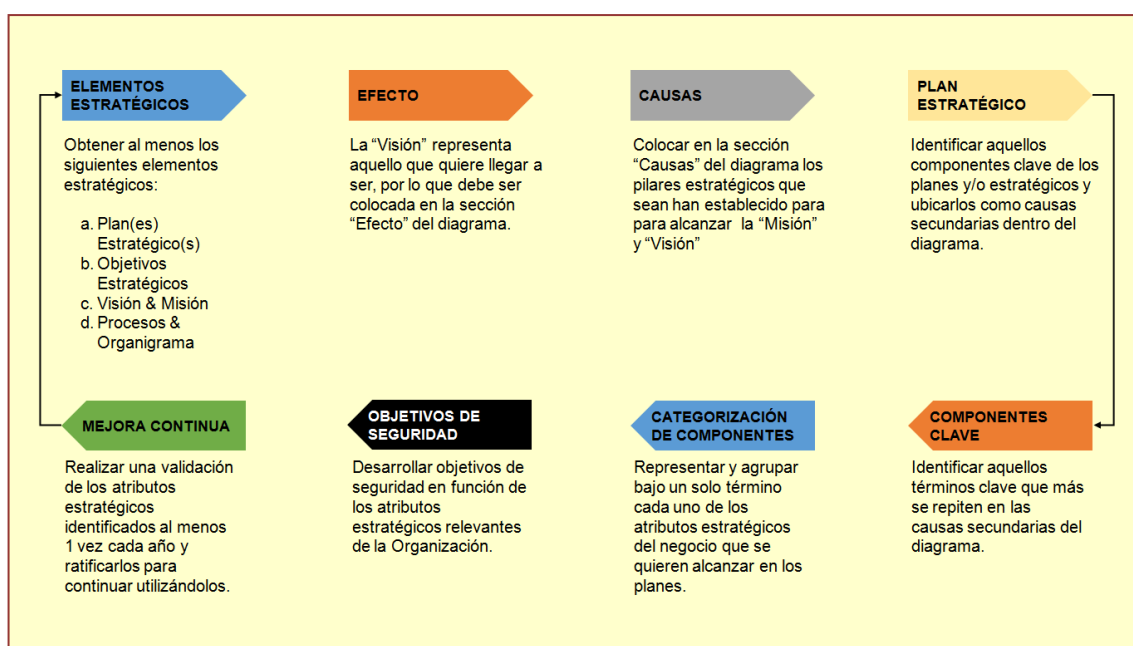 ELEMENTOS
ESTRATÉGICOS
Obtener al menos los
siguientes elementos
estratégicos:
a. Plan(es)
Estratégico(s)
b. Objetivos
Estratégicos
c. Visión & Misión
d. Procesos &
Organigrama
EFECTO
La “Visión” representa
aquello que quiere llegar a
ser, por lo que debe ser
colocada en la sección
“Efecto” del diagrama.
CAUSAS
Colocar en la sección
“Causas” del diagrama los
pilares estratégicos que
sean han establecido para
para alcanzar la “Misión”
y “Visión”
PLAN
ESTRATÉGICO
Identificar aquellos
componentes clave de los
planes y/o estratégicos y
ubicarlos como causas
secundarias dentro del
diagrama.
COMPONENTES
CLAVE
Identificar aquellos
términos clave que más
se repiten en las
causas secundarias del
diagrama.
CATEGORIZACIÓN
DE COMPONENTES
Representar y agrupar
bajo un solo término
cada uno de los
atributos estratégicos
del negocio que se
quieren alcanzar en los
planes.
OBJETIVOS DE
SEGURIDAD
Desarrollar objetivos de
seguridad en función de
los atributos
estratégicos relevantes
de la Organización.
MEJORA CONTINUA
Realizar una validación
de los atributos
estratégicos
identificados al menos
1 vez cada año y
ratificarlos para
continuar utilizándolos.